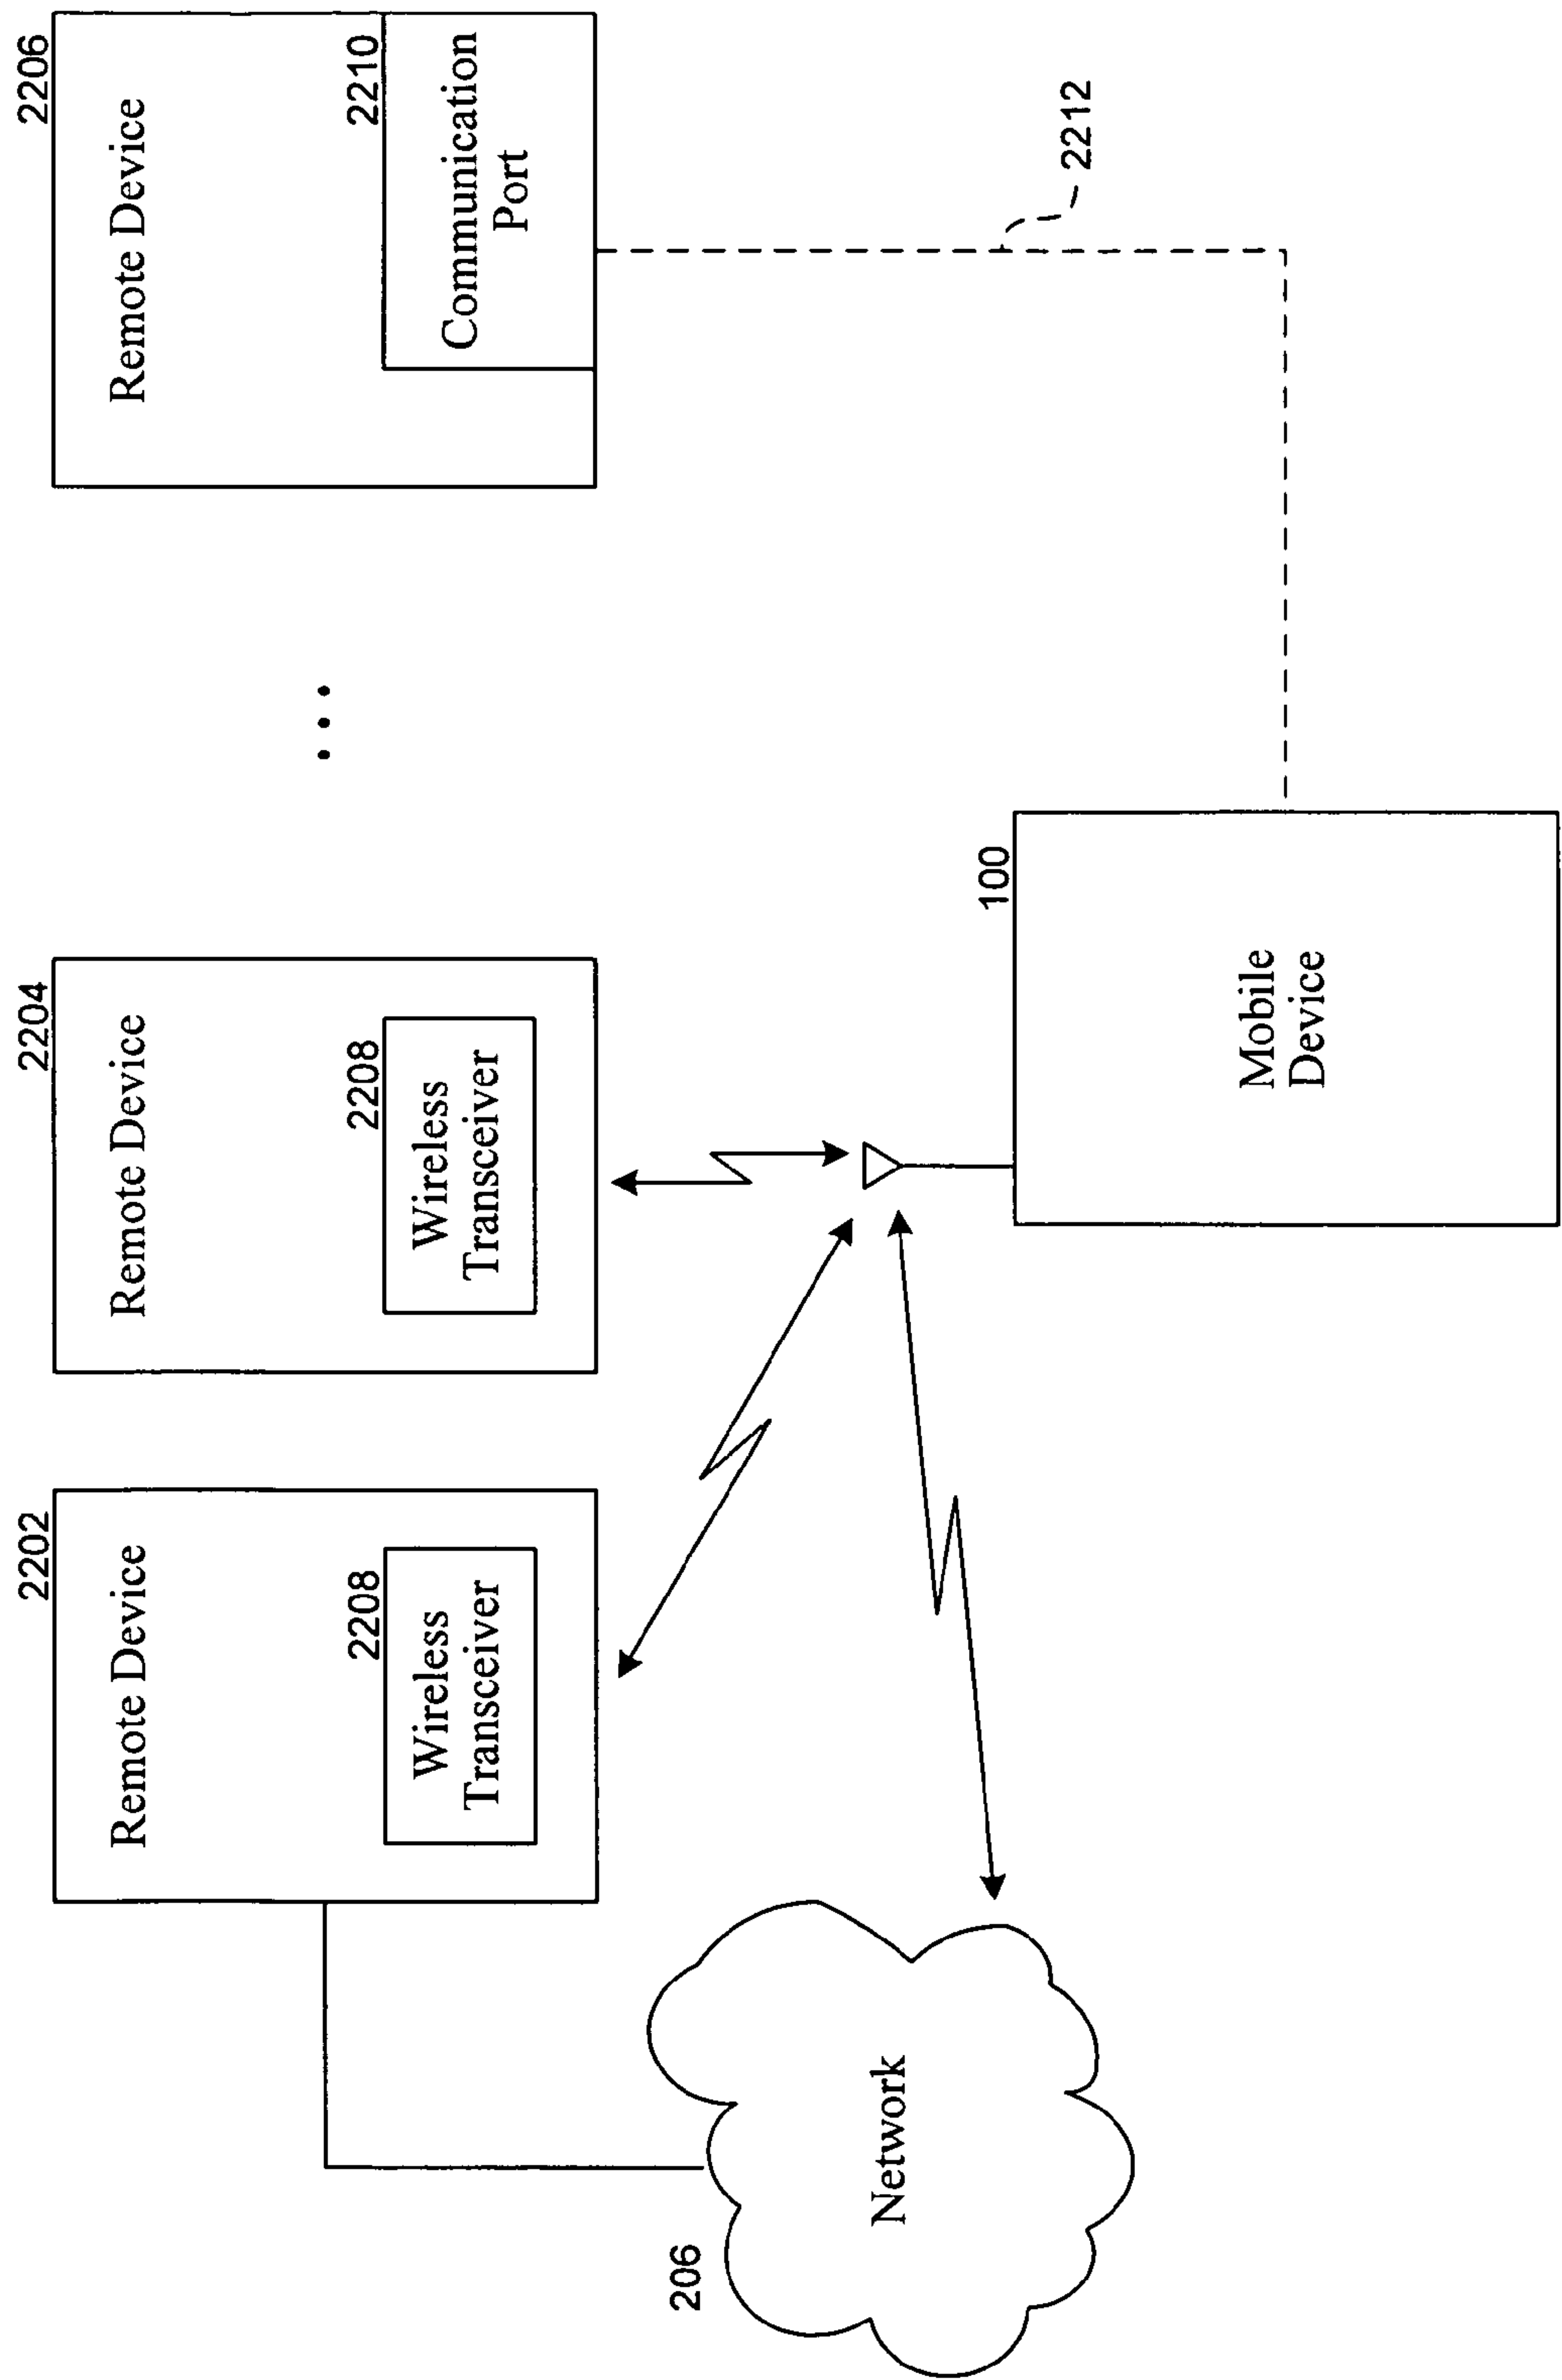 2202
Remote Device
2208
Wireless
Transceiver
2204
Remote Device
2208
Wireless
Transceiver
2206
Remote Device
2210
Communication
Port
206
Network
100
Mobile
Device
2212